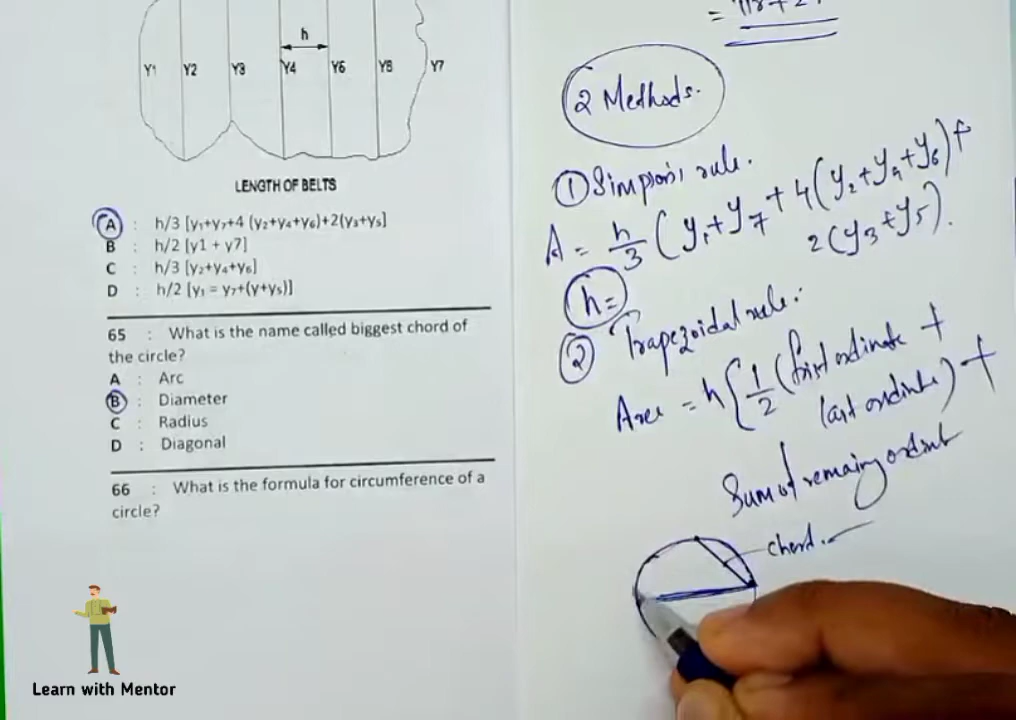 h
Y1 Y2 Y3 Y4 Y5 Y6 Y7
LENGTH OF BELTS
A : h/3 [y₁+y₇+4 (y₂+y₄+y₆)+2(y₃+y₅]
B : h/2 [y1 + y7]
C : h/3 [y₂+y₄+y₆]
D : h/2 [y₁ = y₇+(y+y₅)]
65 : What is the name called biggest chord of
the circle?
A : Arc
B : Diameter
C : Radius
D : Diagonal
66 : What is the formula for circumference of a
circle?
Learn with Mentor
=
2 Methods.
① Simpson's rule.
A = h/3 (y₁+y₇ + 4(y₂+y₄+y₆)+
2(y₃+y₅).
h=
② Trapezoidal rule.
Area = h{1/2 (first ordinate +
last ordinate) +
Sum of remaing ordinat
chord.